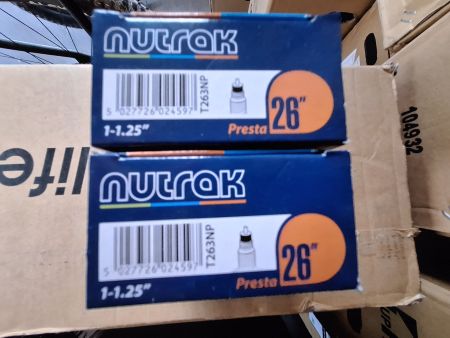 nutrak
5 027726 024597
T263NP
1-1.25"
Presta
26"
nutrak
5 027726 024597
T263NP
1-1.25"
Presta
26"
life
104932